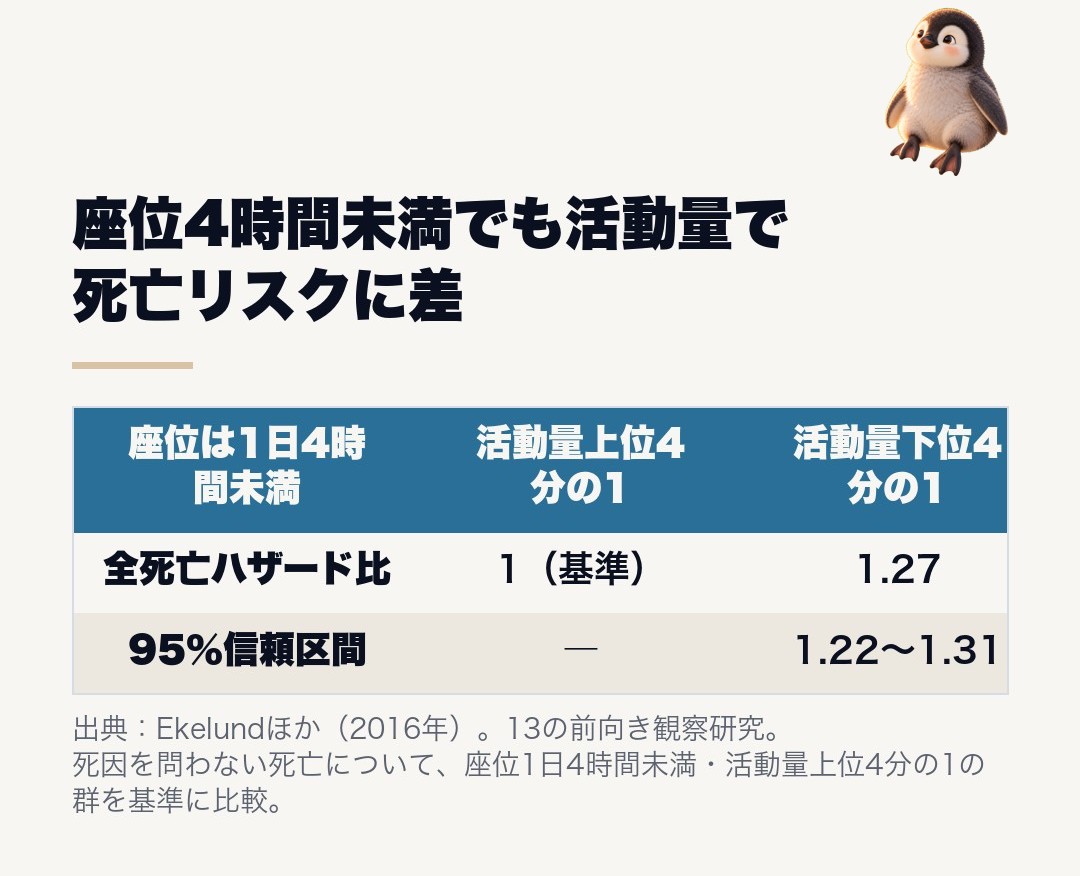 座位4時間未満でも活動量で
死亡リスクに差
座位は1日4時
間未満
活動量上位4
分の1
活動量下位4
分の1
全死亡ハザード比
1（基準）
1.27
95%信頼区間
—
1.22〜1.31
出典：Ekelundほか（2016年）。13の前向き観察研究。
死因を問わない死亡について、座位1日4時間未満・活動量上位4分の1の
群を基準に比較。